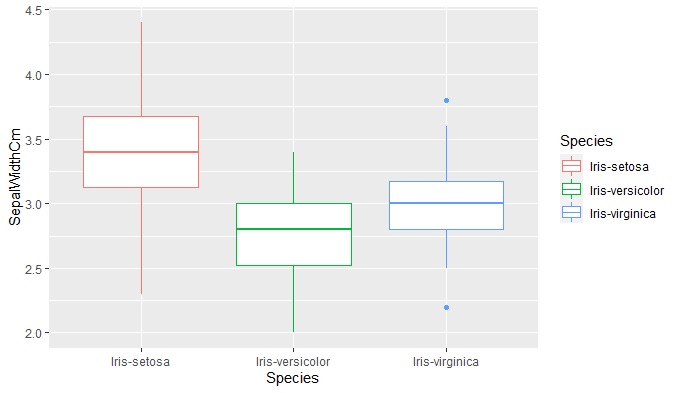 SepalWidthCm
4.5
4.0
3.5
3.0
2.5
2.0
Iris-setosa
Iris-versicolor
Iris-virginica
Species
Species
Iris-setosa
Iris-versicolor
Iris-virginica